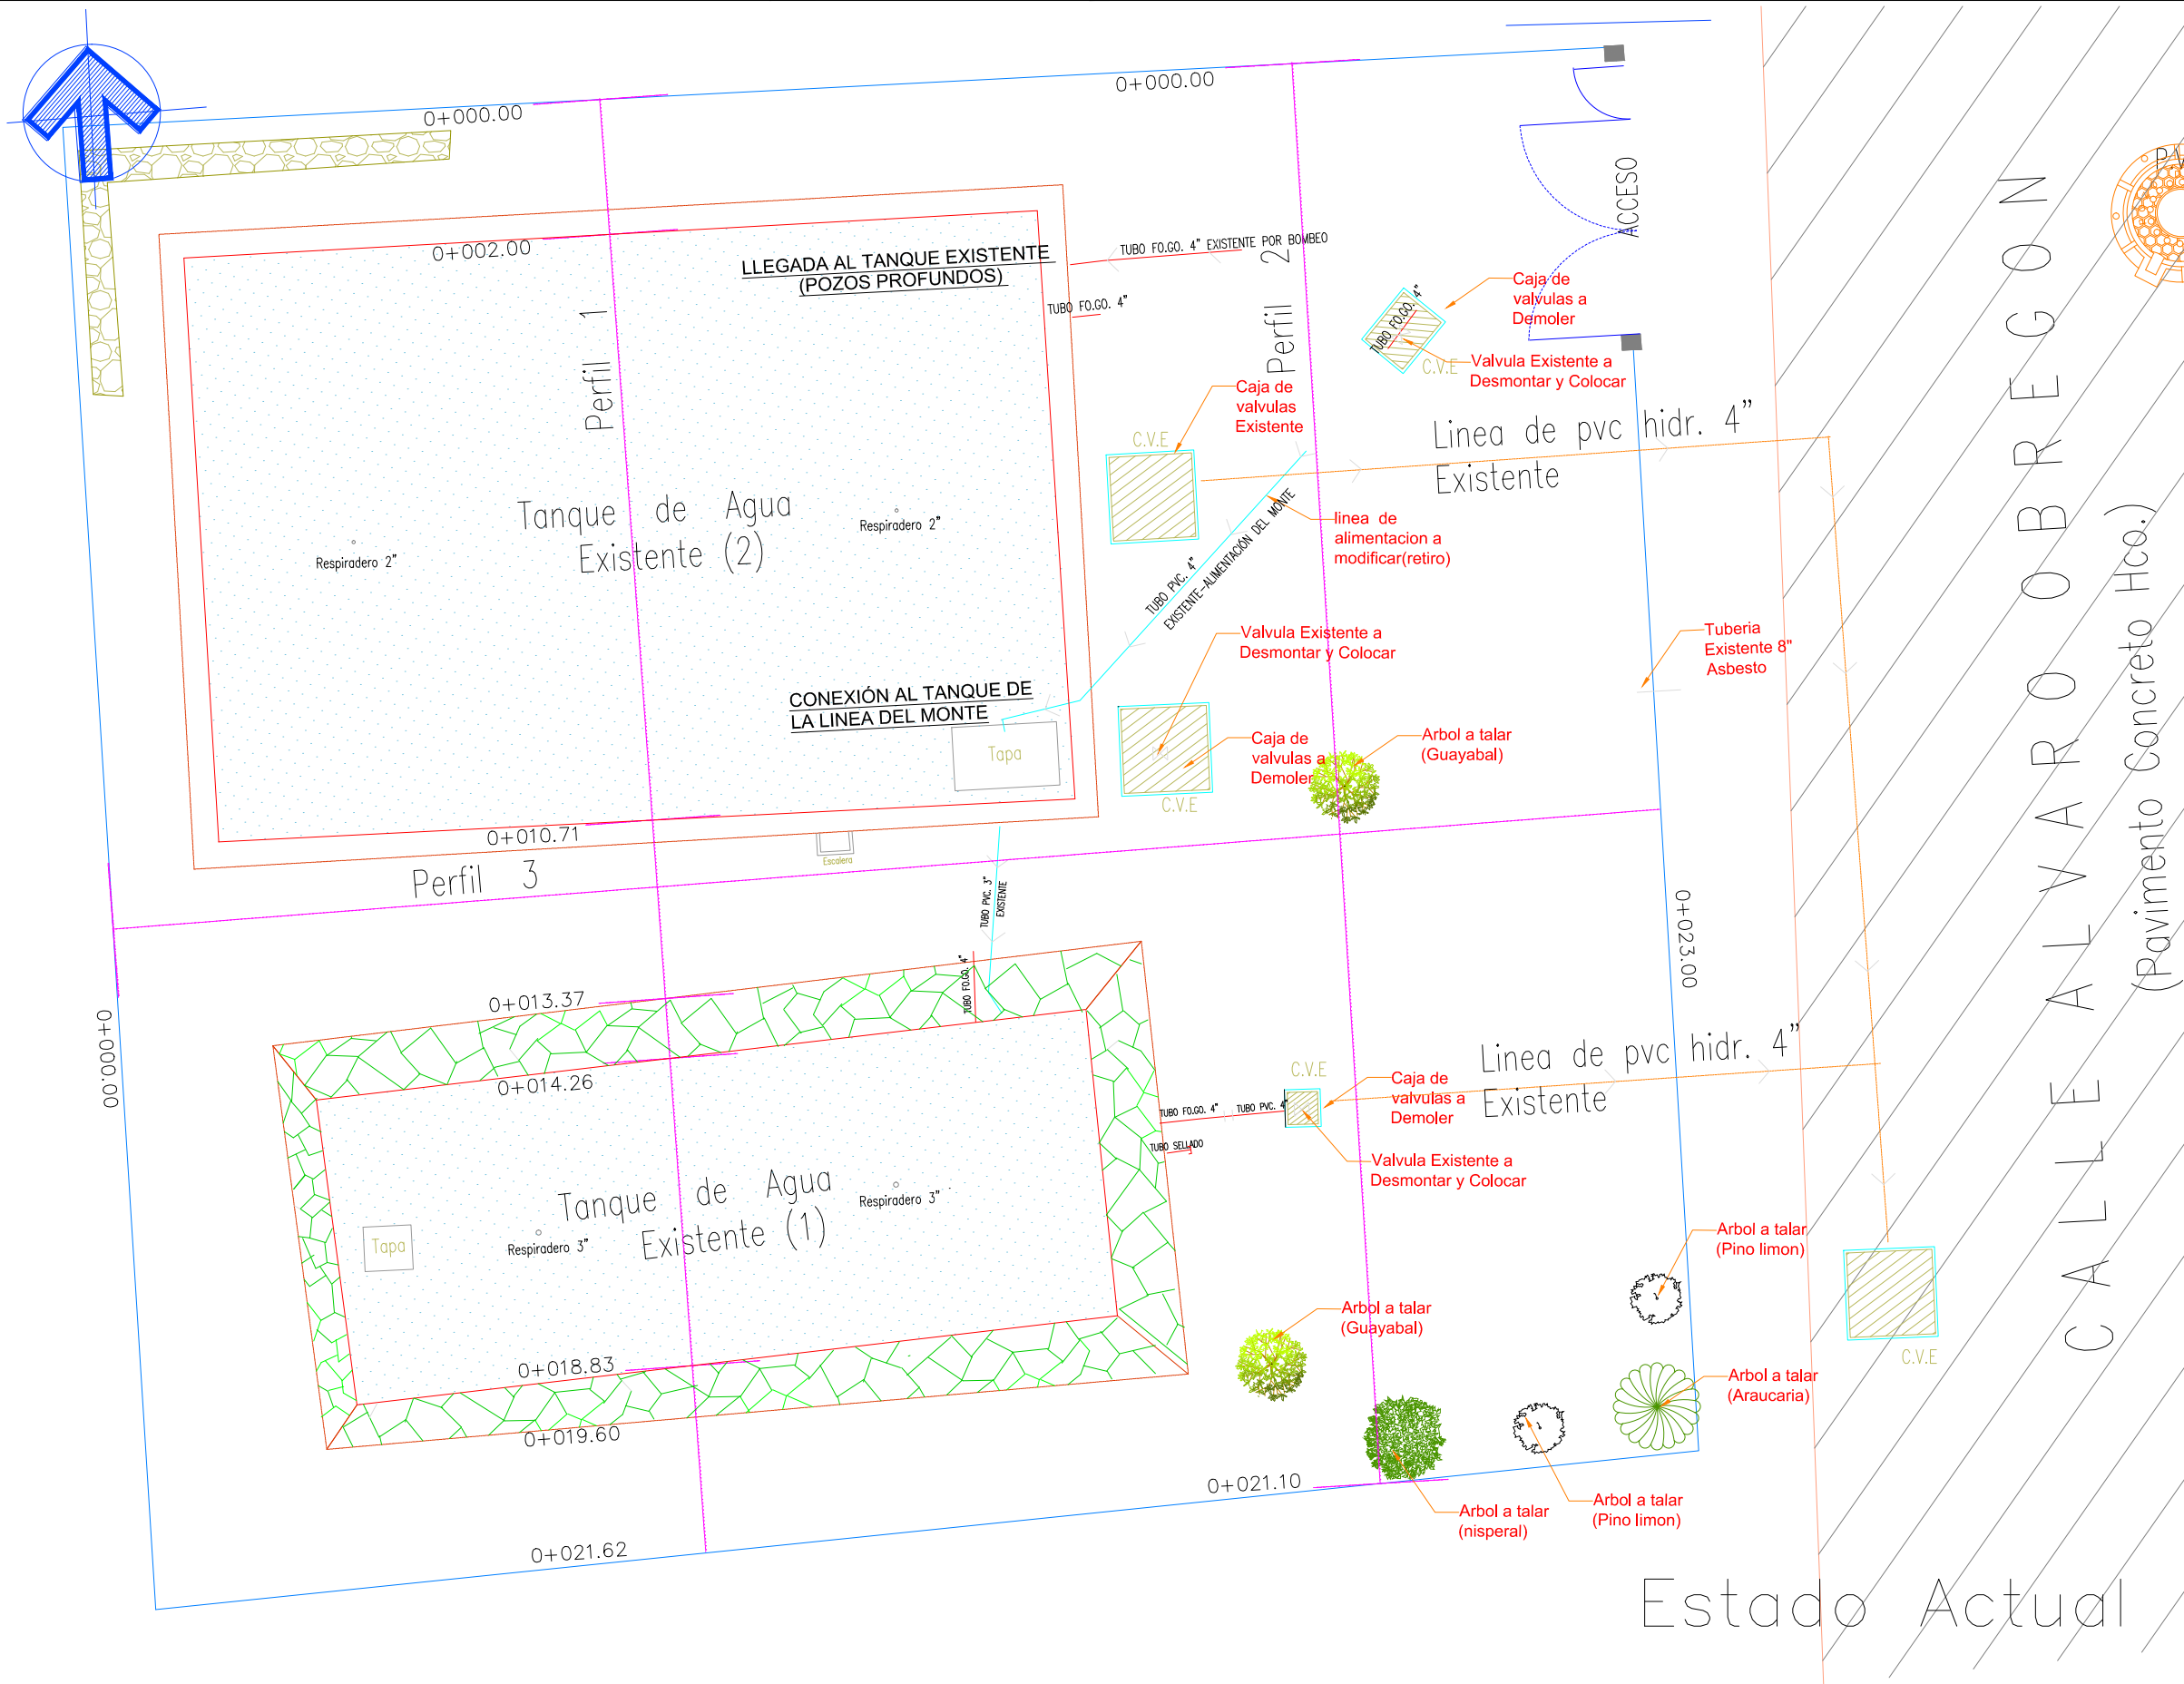 0+000.00
0+000.00
ACCESO
0+002.00
LLEGADA AL TANQUE EXISTENTE
(POZOS PROFUNDOS)
TUBO FO.GO. 4" EXISTENTE POR BOMBEO
TUBO FO.GO. 4"
Perfil 1
Perfil 2
Caja de
valvulas a
Demoler
TUBO FO.GO. 4"
C.V.E
Valvula Existente a
Desmontar y Colocar
Caja de
valvulas
Existente
C.V.E
Linea de pvc hidr. 4"
Existente
Tanque de Agua
Existente (2)
Respiradero 2"
Respiradero 2"
linea de
alimentacion a
modificar(retiro)
TUBO PVC. 4"
EXISTENTE-ALIMENTACIÓN DEL MONTE
Valvula Existente a
Desmontar y Colocar
Tuberia
Existente 8"
Asbesto
CONEXIÓN AL TANQUE DE
LA LINEA DEL MONTE
Tapa
Caja de
valvulas a
Demoler
C.V.E
Arbol a talar
(Guayabal)
0+010.71
Escalera
Perfil 3
TUBO PVC. 3"
EXISTENTE
0+023.00
0+000.00
0+013.37
TUBO FO.GO. 4"
0+014.26
C.V.E
Caja de
valvulas a
Demoler
Linea de pvc hidr. 4"
Existente
TUBO FO.GO. 4"
TUBO PVC. 4"
TUBO SELLADO
Valvula Existente a
Desmontar y Colocar
Tanque de Agua
Existente (1)
Respiradero 3"
Respiradero 3"
Tapa
Arbol a talar
(Pino limon)
Arbol a talar
(Guayabal)
C.V.E
0+018.83
Arbol a talar
(Araucaria)
0+019.60
0+021.10
Arbol a talar
(nisperal)
Arbol a talar
(Pino limon)
0+021.62
CALLE ALVARO OBREGON
(Pavimento Concreto Hco.)
Estado Actual